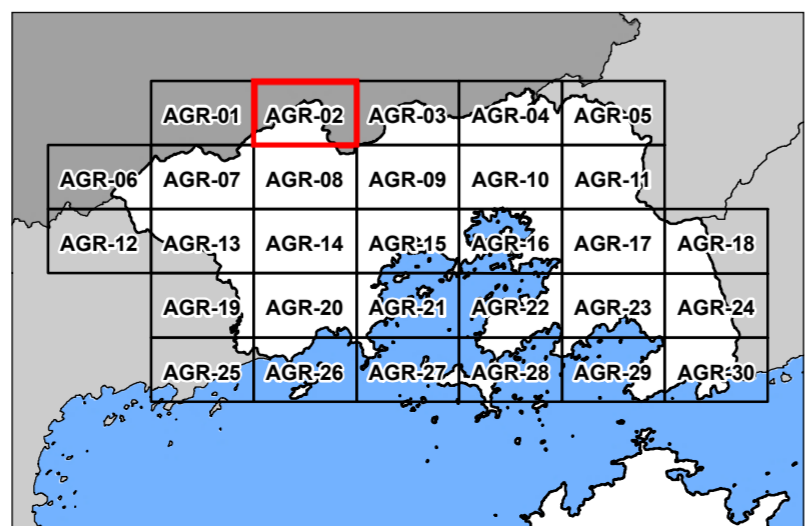 AGR-01 AGR-02 AGR-03 AGR-04 AGR-05
AGR-06 AGR-07 AGR-08 AGR-09 AGR-10 AGR-11
AGR-12 AGR-13 AGR-14 AGR-15 AGR-16 AGR-17 AGR-18
AGR-19 AGR-20 AGR-21 AGR-22 AGR-23 AGR-24
AGR-25 AGR-26 AGR-27 AGR-28 AGR-29 AGR-30